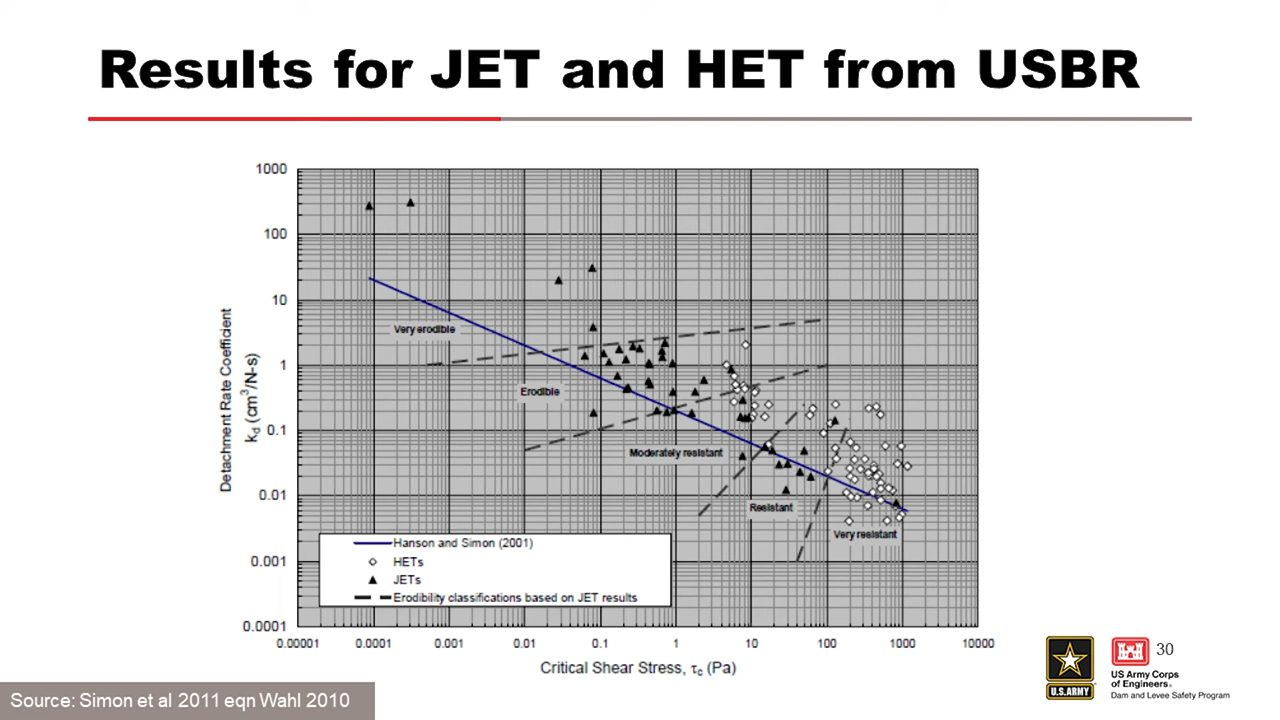 Results for JET and HET from USBR
1000
100
10
1
0.1
0.01
0.001
0.0001
Detachment Rate Coefficient
kd (cm³/N-s)
Very erodible
Erodible
Moderately resistant
Resistant
Very resistant
Hanson and Simon (2001)
HETs
JETs
Erodibility classifications based on JET results
0.00001 0.0001 0.001 0.01 0.1 1 10 100 1000 10000
Critical Shear Stress, τc (Pa)
U.S.ARMY
30
US Army Corps
of Engineers®
Dam and Levee Safety Program
Source: Simon et al 2011 eqn Wahl 2010